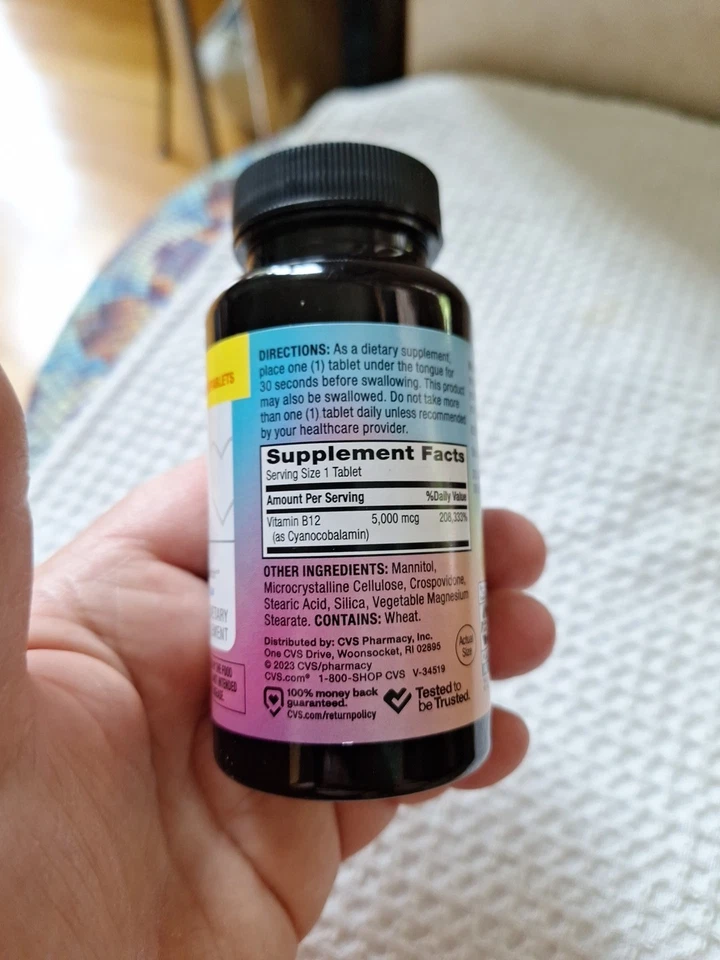 TABLETS
DIRECTIONS: As a dietary supplement,
place one (1) tablet under the tongue for
30 seconds before swallowing. This product
may also be swallowed. Do not take more
than one (1) tablet daily unless recommended
by your healthcare provider.
Supplement Facts
Serving Size 1 Tablet
Amount Per Serving %Daily Value
Vitamin B12 5,000 mcg 208,333%
(as Cyanocobalamin)
OTHER INGREDIENTS: Mannitol,
Microcrystalline Cellulose, Crospovidone,
Stearic Acid, Silica, Vegetable Magnesium
Stearate. CONTAINS: Wheat.
Distributed by: CVS Pharmacy, Inc.
One CVS Drive, Woonsocket, RI 02895
© 2023 CVS/pharmacy
CVS.com® 1-800-SHOP CVS V-34519
Actual
Size
100% money back
guaranteed.
CVS.com/returnpolicy
Tested to
be Trusted.